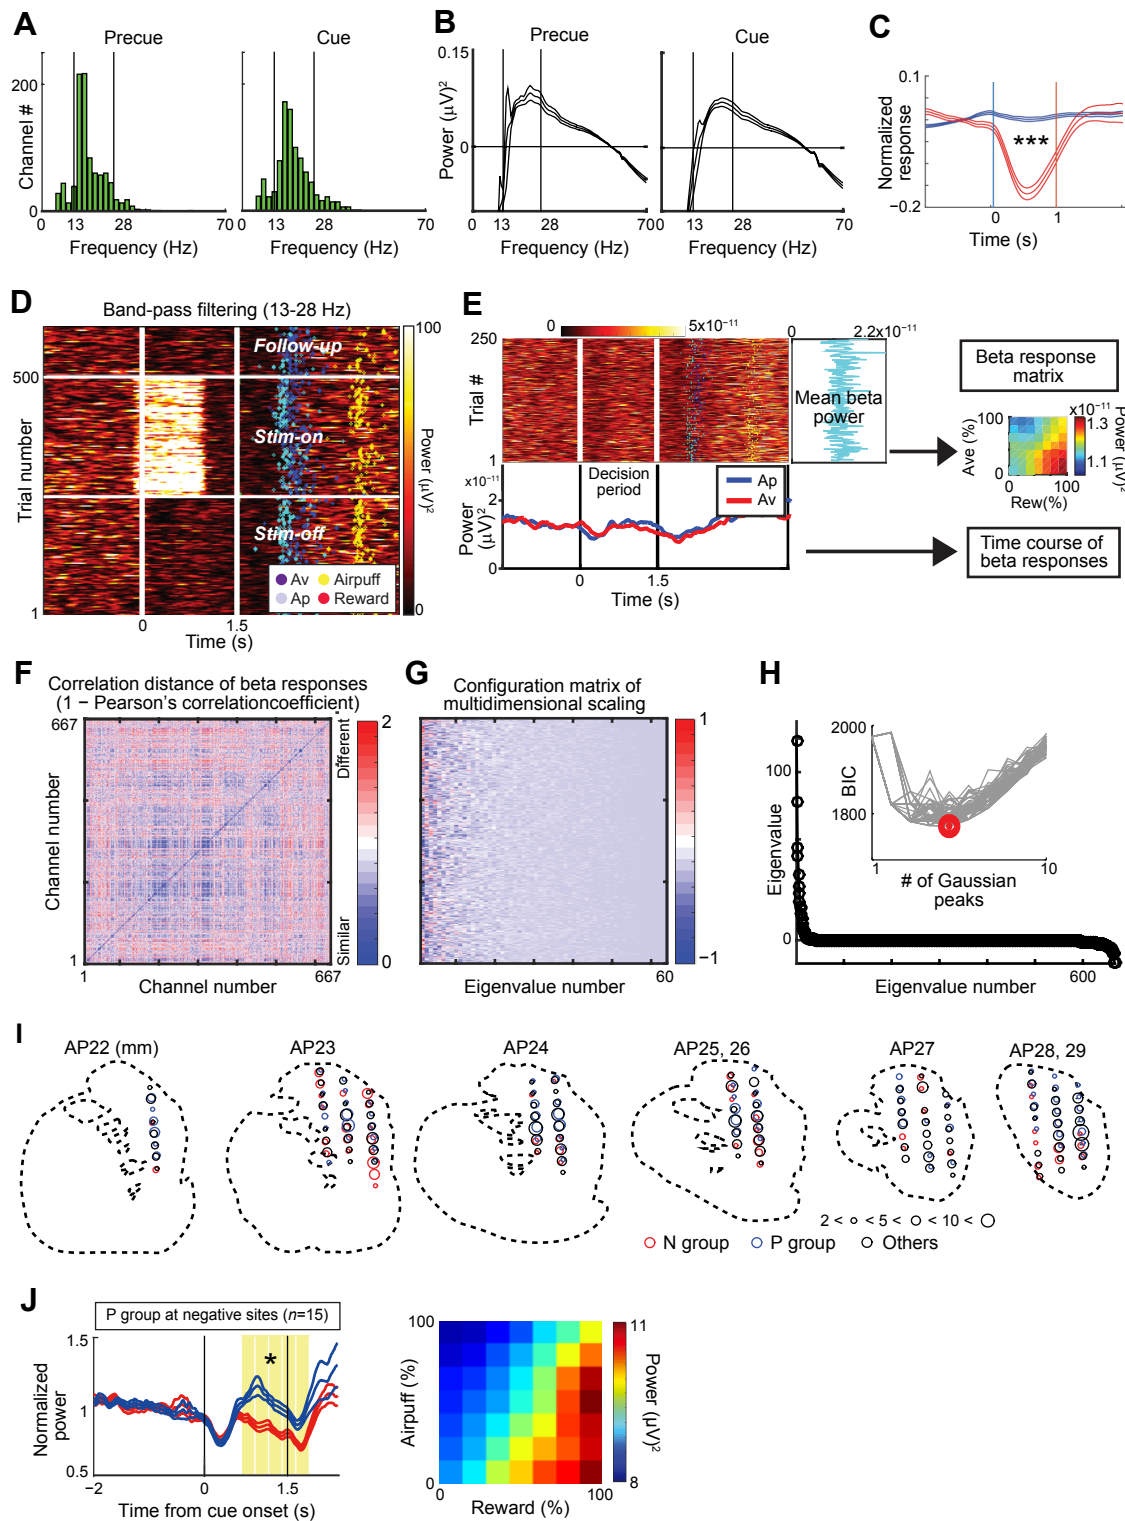 A
Precue
Cue
Channel #
200
0
0
13
28
70
0
13
28
70
Frequency (Hz)
Frequency (Hz)
B
Precue
Cue
0.15
Power (µV)²
0
0
13
28
70
0
13
28
70
Frequency (Hz)
Frequency (Hz)
C
0.1
Normalized
response
−0.2
***
0
1
Time (s)
D
Band-pass filtering (13-28 Hz)
Follow-up
500
Stim-on
Trial number
Stim-off
Av
Airpuff
Ap
Reward
1
0
1.5
Time (s)
100
Power (µV)²
0
E
0
5x10⁻¹¹
0
2.2x10⁻¹¹
250
Trial #
1
Mean beta
power
Beta response
matrix
x10⁻¹¹
100
Ave (%)
0
0
100
Rew(%)
1.3
1.1
Power (µV)²
x10⁻¹¹
2
Power
(µV)²
0
Decision
period
Ap
Av
0
1.5
Time (s)
Time course of
beta responses
F
Correlation distance of beta responses
(1 − Pearson's correlationcoefficient)
667
Channel number
1
1
667
Channel number
2
Different
Similar
0
G
Configuration matrix of
multidimensional scaling
1
60
Eigenvalue number
1
−1
H
100
Eigenvalue
0
600
Eigenvalue number
2000
BIC
1800
1
10
# of Gaussian
peaks
I
AP22 (mm)
AP23
AP24
AP25, 26
AP27
AP28, 29
2 < <5 < < 10 <
N group
P group
Others
J
P group at negative sites (n=15)
1.5
Normalized
power
1
0.5
*
−2
0
1.5
Time from cue onset (s)
100
Airpuff (%)
0
0
100
Reward (%)
11
Power (µV)²
8